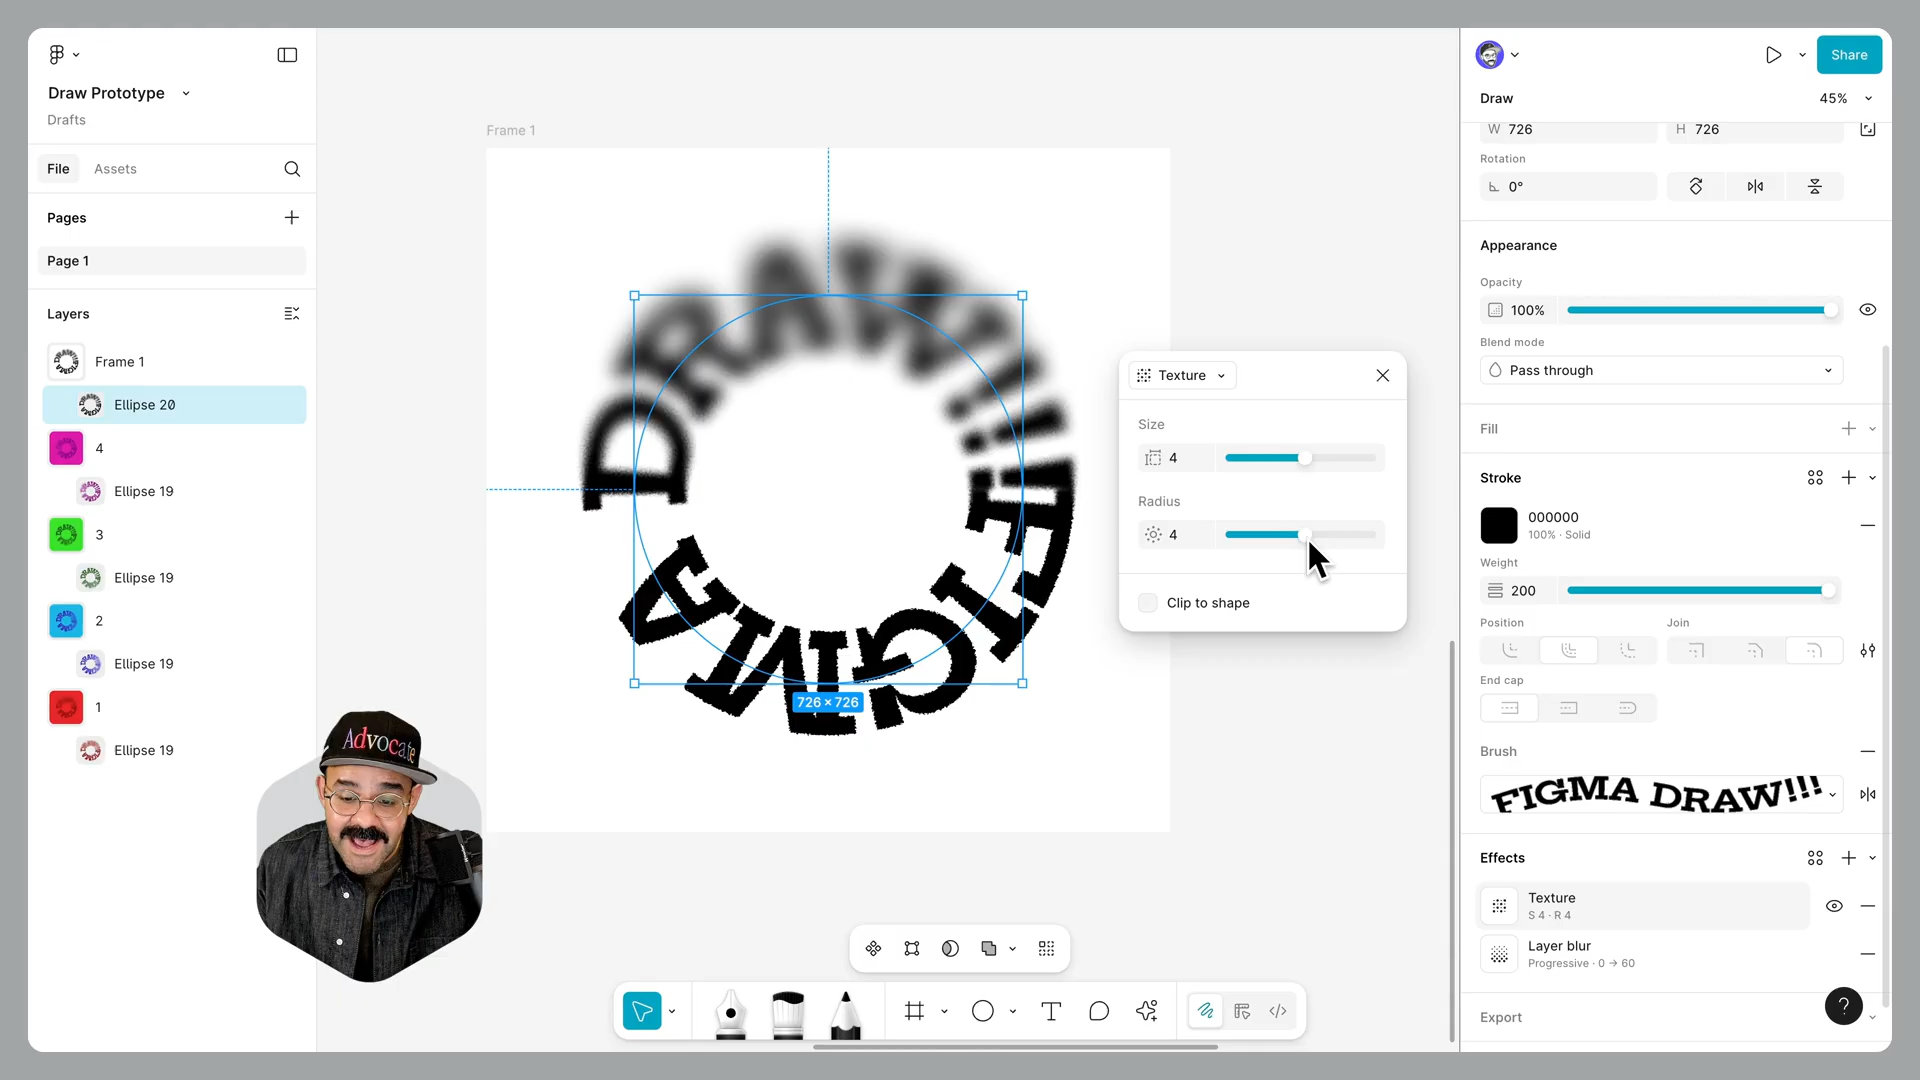 Draw Prototype
Drafts
File
Assets
Pages
Page 1
Layers
Frame 1
Ellipse 20
4
Ellipse 19
3
Ellipse 19
2
Ellipse 19
1
Ellipse 19
Advocate
Frame 1
FIGMA DRAW!!!
726 × 726
Texture
Size
4
Radius
4
Clip to shape
Share
Draw
45%
W 726
H 726
Rotation
0°
Appearance
Opacity
100%
Blend mode
Pass through
Fill
Stroke
000000
100% · Solid
Weight
200
Position
Join
End cap
Brush
FIGMA DRAW!!!
Effects
Texture
S 4 · R 4
Layer blur
Progressive · 0 → 60
Export
?